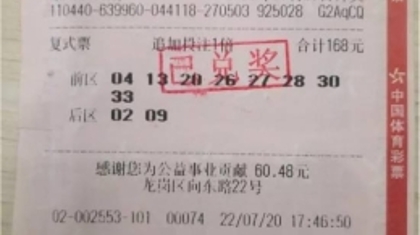 110440-639960-044118-270503 925028 G2AqCQ
复式票 追加投注1倍 合计168元
前区 04 13 20 26 27 28 30
33
后区 02 09
已兑奖
感谢您为公益事业贡献 60.48元
龙岗区向东路22号
02-002553-101 00074 22/07/20 17:46:50
中国体育彩票